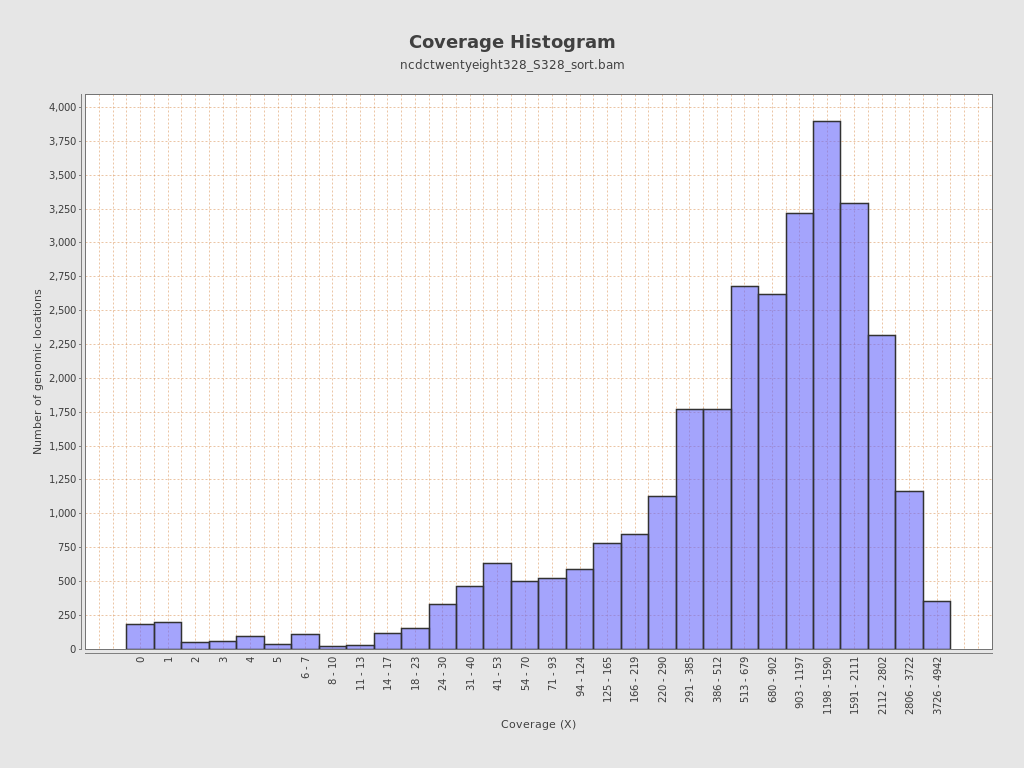 Coverage Histogram
ncdctwentyeight328_S328_sort.bam
Number of genomic locations
4,000
3,750
3,500
3,250
3,000
2,750
2,500
2,250
2,000
1,750
1,500
1,250
1,000
750
500
250
0
0
1
2
3
4
5
6 - 7
8 - 10
11 - 13
14 - 17
18 - 23
24 - 30
31 - 40
41 - 53
54 - 70
71 - 93
94 - 124
125 - 165
166 - 219
220 - 290
291 - 385
386 - 512
513 - 679
680 - 902
903 - 1197
1198 - 1590
1591 - 2111
2112 - 2802
2806 - 3722
3726 - 4942
Coverage (X)